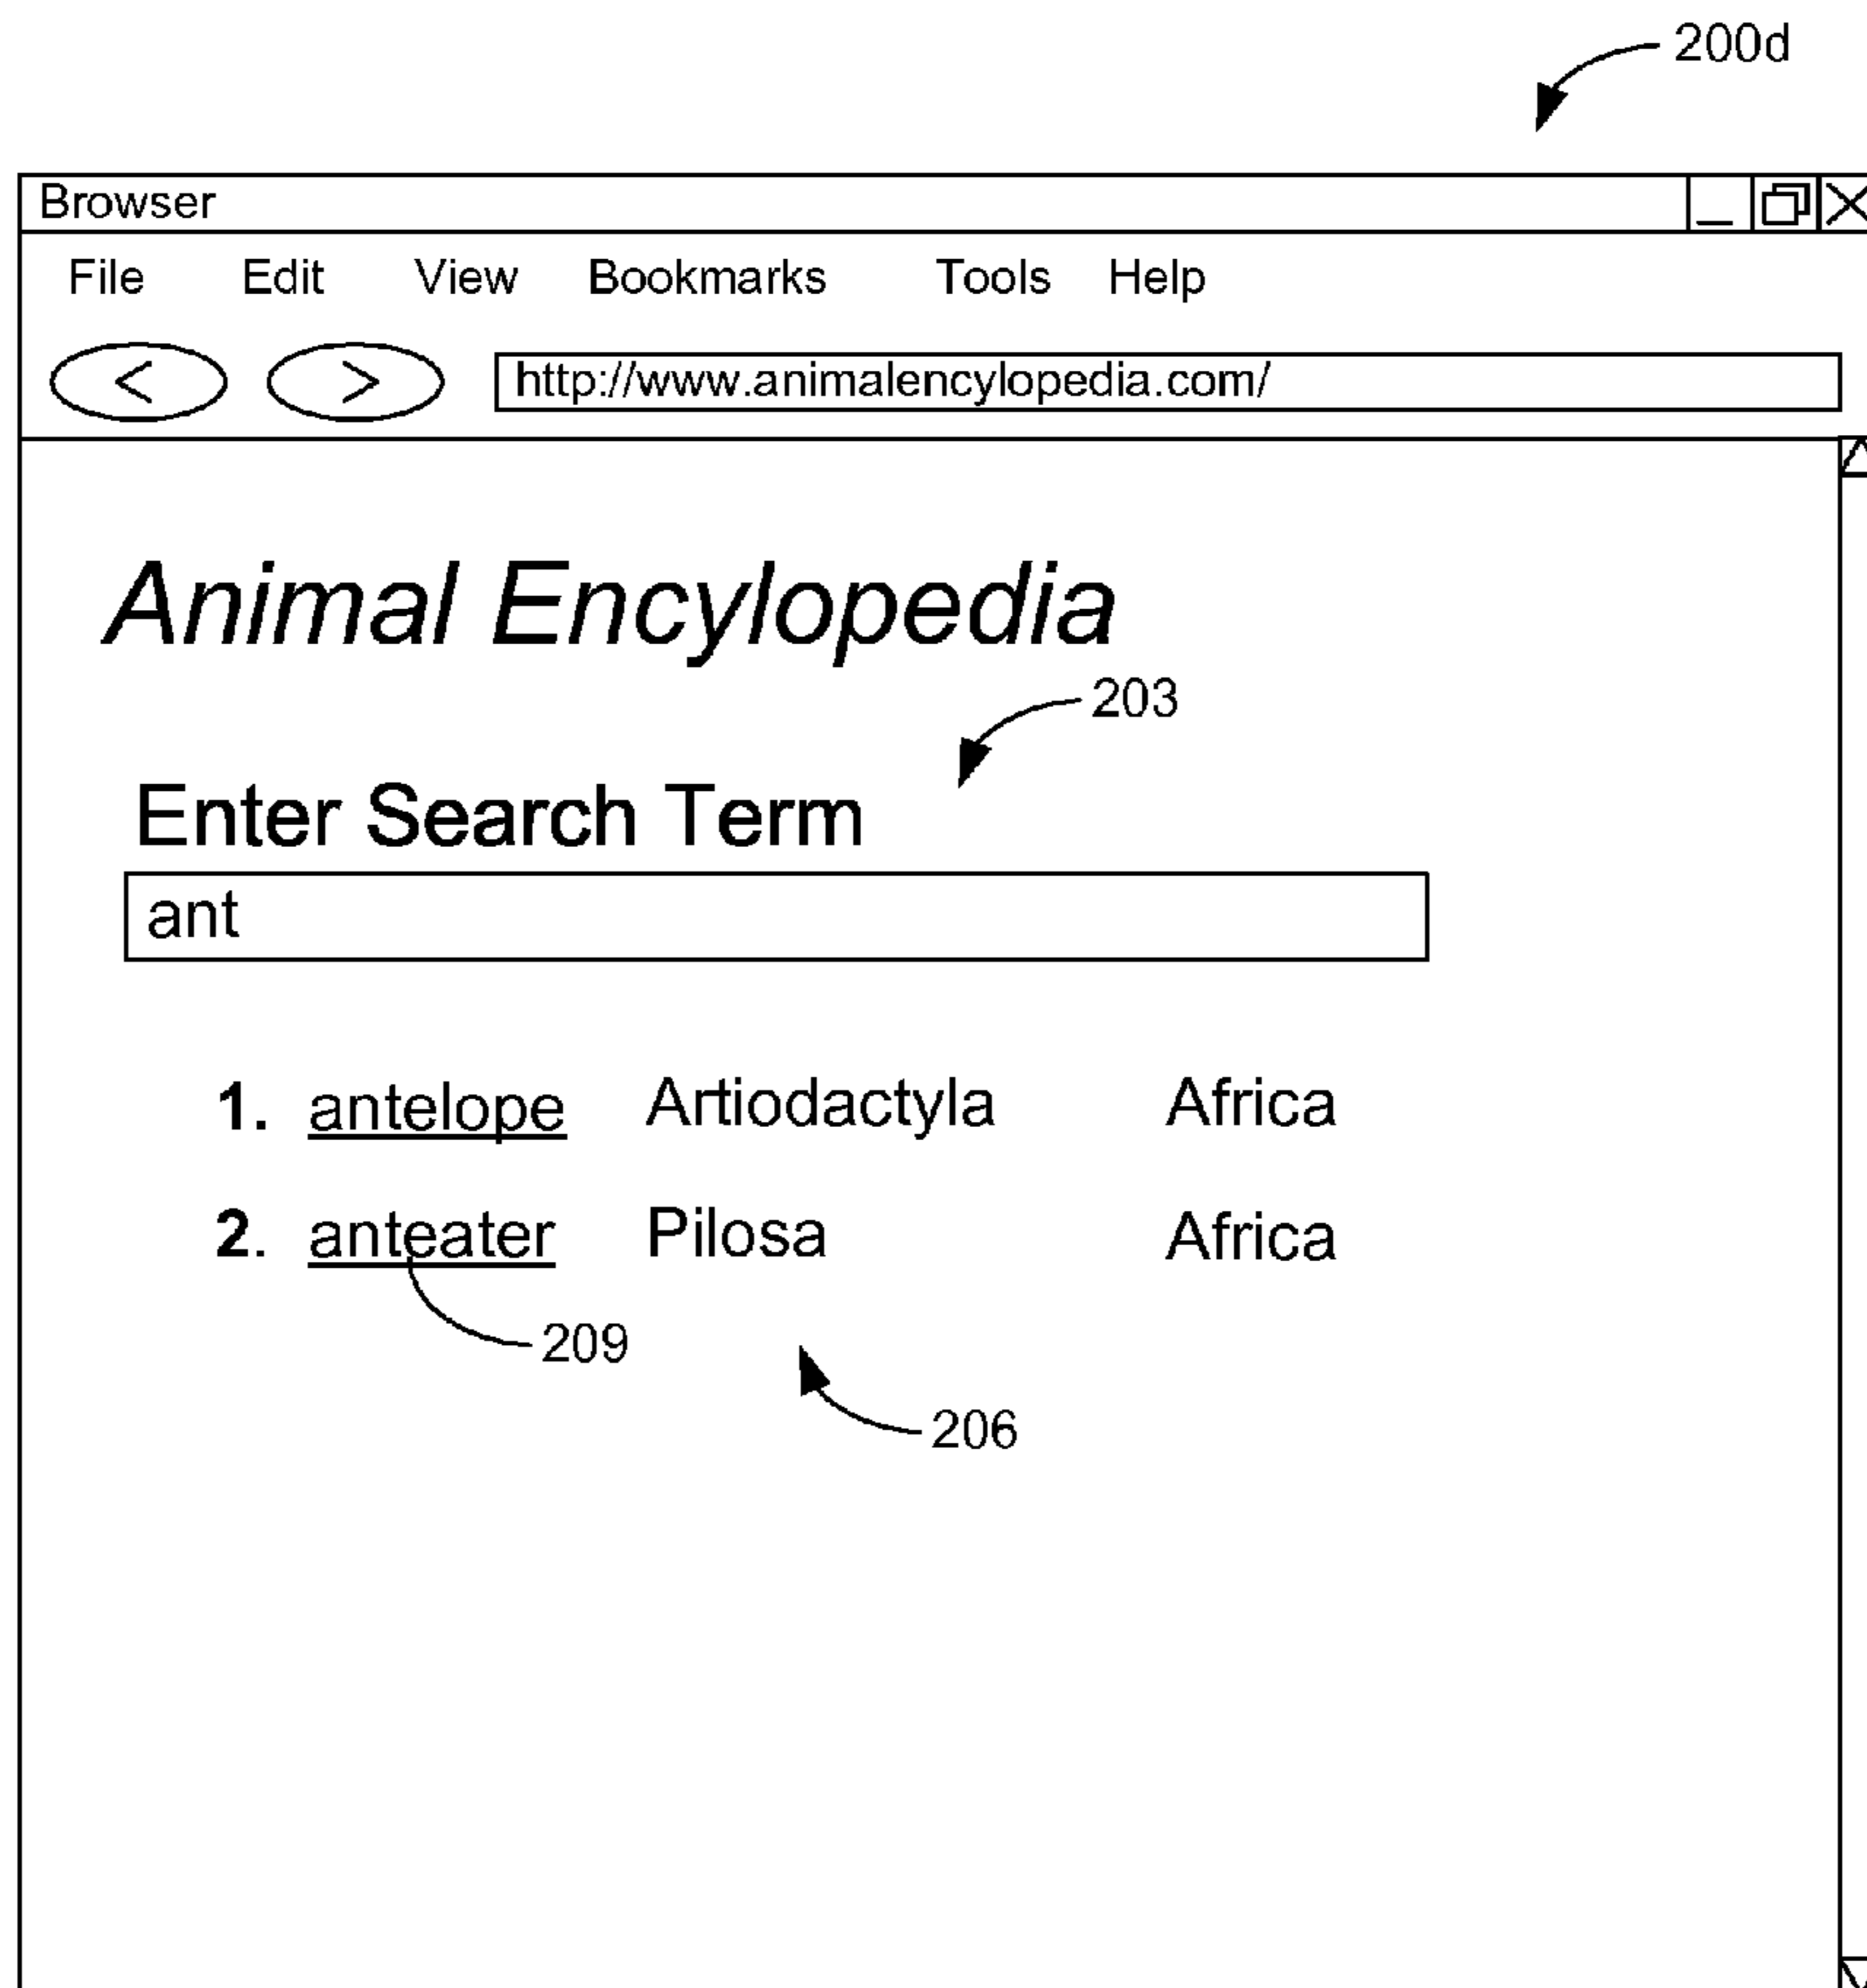 200d
Browser
File Edit View Bookmarks Tools Help
< > http://www.animalencylopedia.com/
Animal Encylopedia
203
Enter Search Term
ant
1. antelope Artiodactyla Africa
2. anteater Pilosa Africa
209
206